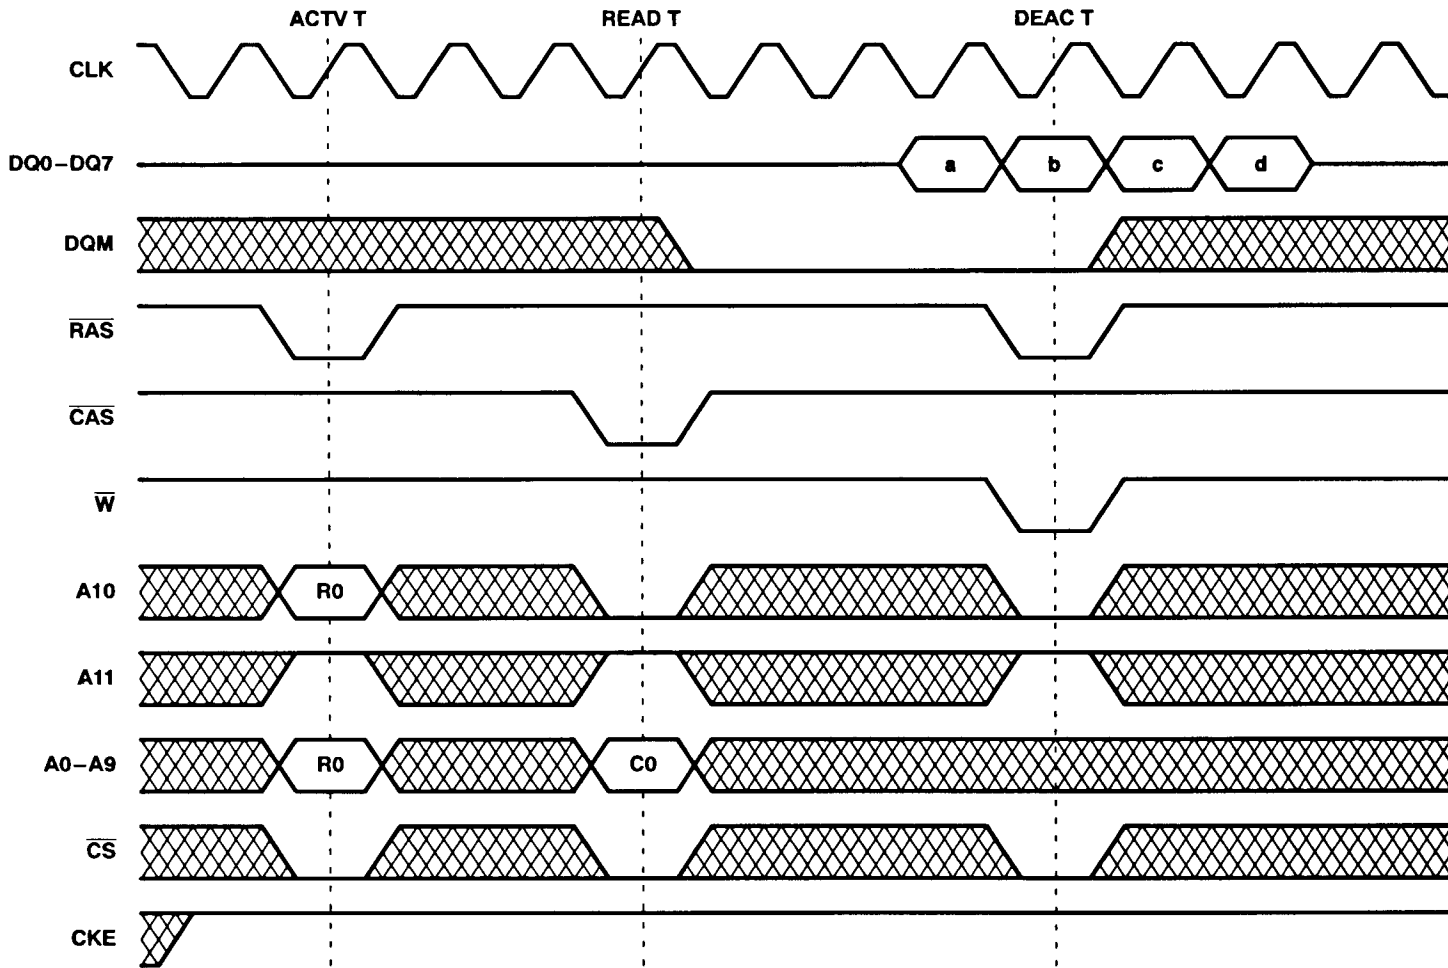 ACTV T READ T DEAC T
CLK
DQ0–DQ7 a b c d
DQM
RAS
CAS
W
A10 R0
A11
A0–A9 R0 C0
CS
CKE